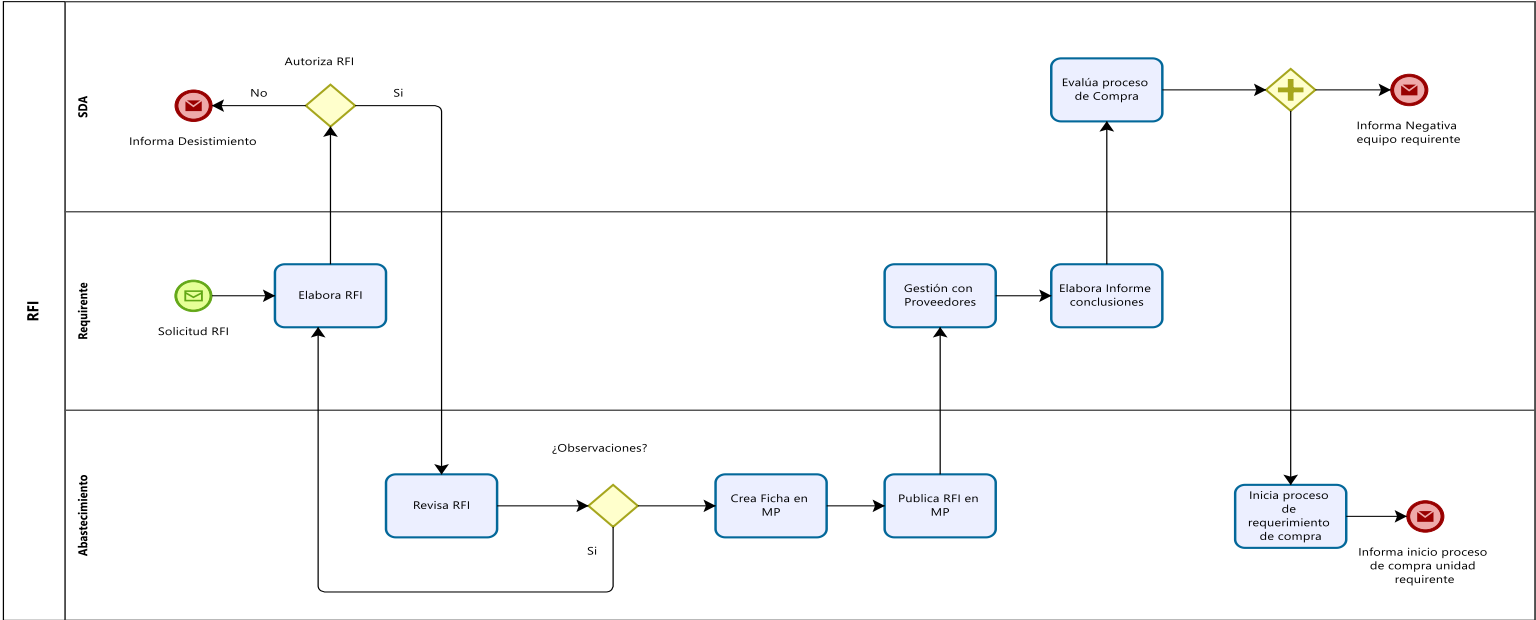 RFI
SDA
Autoriza RFI
No
Si
Informa Desistimiento
Evalúa proceso
de Compra
Informa Negativa
equipo requirente
Requirente
Solicitud RFI
Elabora RFI
Gestión con
Proveedores
Elabora Informe
conclusiones
Abastecimiento
Revisa RFI
¿Observaciones?
Si
Crea Ficha en
MP
Publica RFI en
MP
Inicia proceso
de
requerimiento
de compra
Informa inicio proceso
de compra unidad
requirente